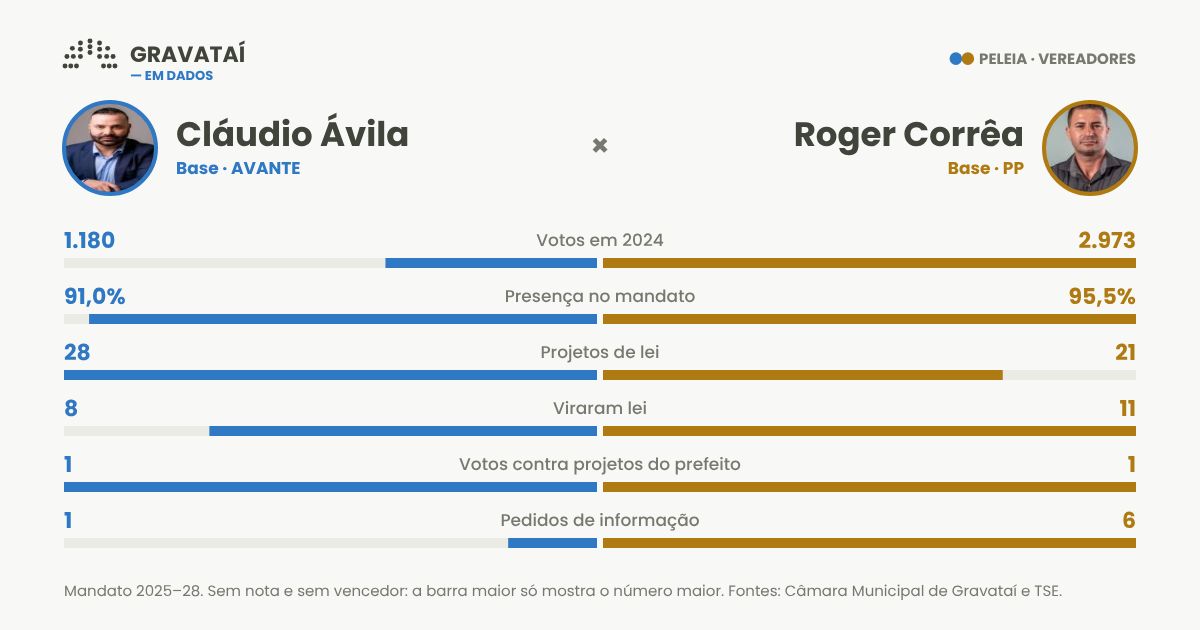 GRAVATAÍ
— EM DADOS
PELEIA · VEREADORES
Cláudio Ávila
Base · AVANTE
×
Roger Corrêa
Base · PP
1.180 Votos em 2024 2.973
91,0% Presença no mandato 95,5%
28 Projetos de lei 21
8 Viraram lei 11
1 Votos contra projetos do prefeito 1
1 Pedidos de informação 6
Mandato 2025–28. Sem nota e sem vencedor: a barra maior só mostra o número maior. Fontes: Câmara Municipal de Gravataí e TSE.